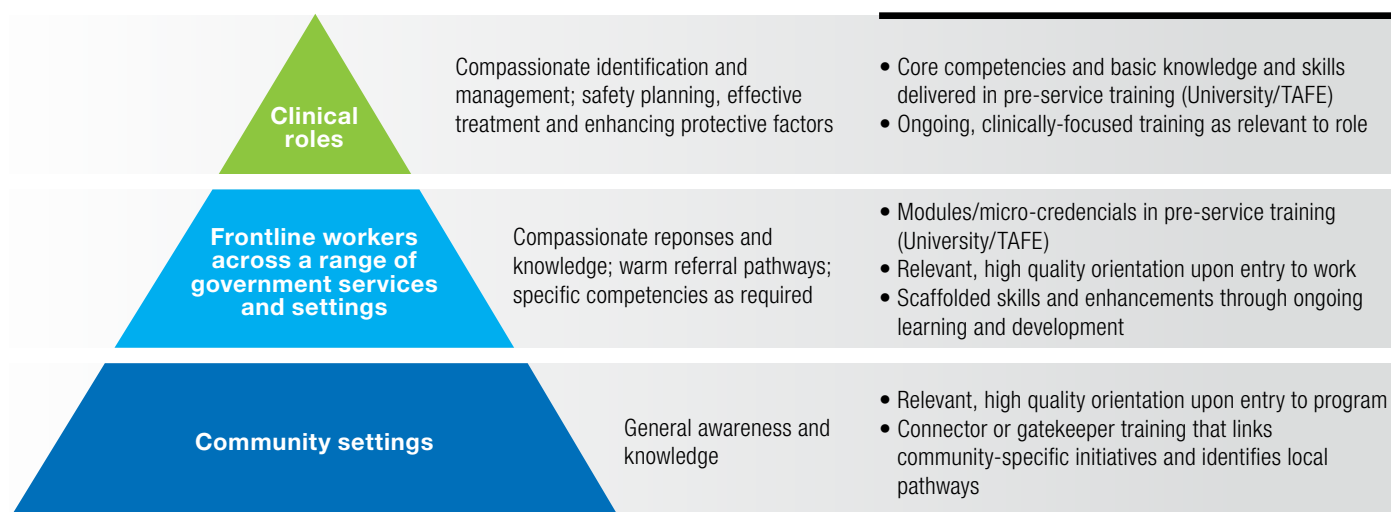 Clinical
roles
Compassionate identification and
management; safety planning, effective
treatment and enhancing protective factors
• Core competencies and basic knowledge and skills
delivered in pre-service training (University/TAFE)
• Ongoing, clinically-focused training as relevant to role
Frontline workers
across a range of
government services
and settings
Compassionate reponses and
knowledge; warm referral pathways;
specific competencies as required
• Modules/micro-credencials in pre-service training
(University/TAFE)
• Relevant, high quality orientation upon entry to work
• Scaffolded skills and enhancements through ongoing
learning and development
Community settings
General awareness and
knowledge
• Relevant, high quality orientation upon entry to program
• Connector or gatekeeper training that links
community-specific initiatives and identifies local
pathways